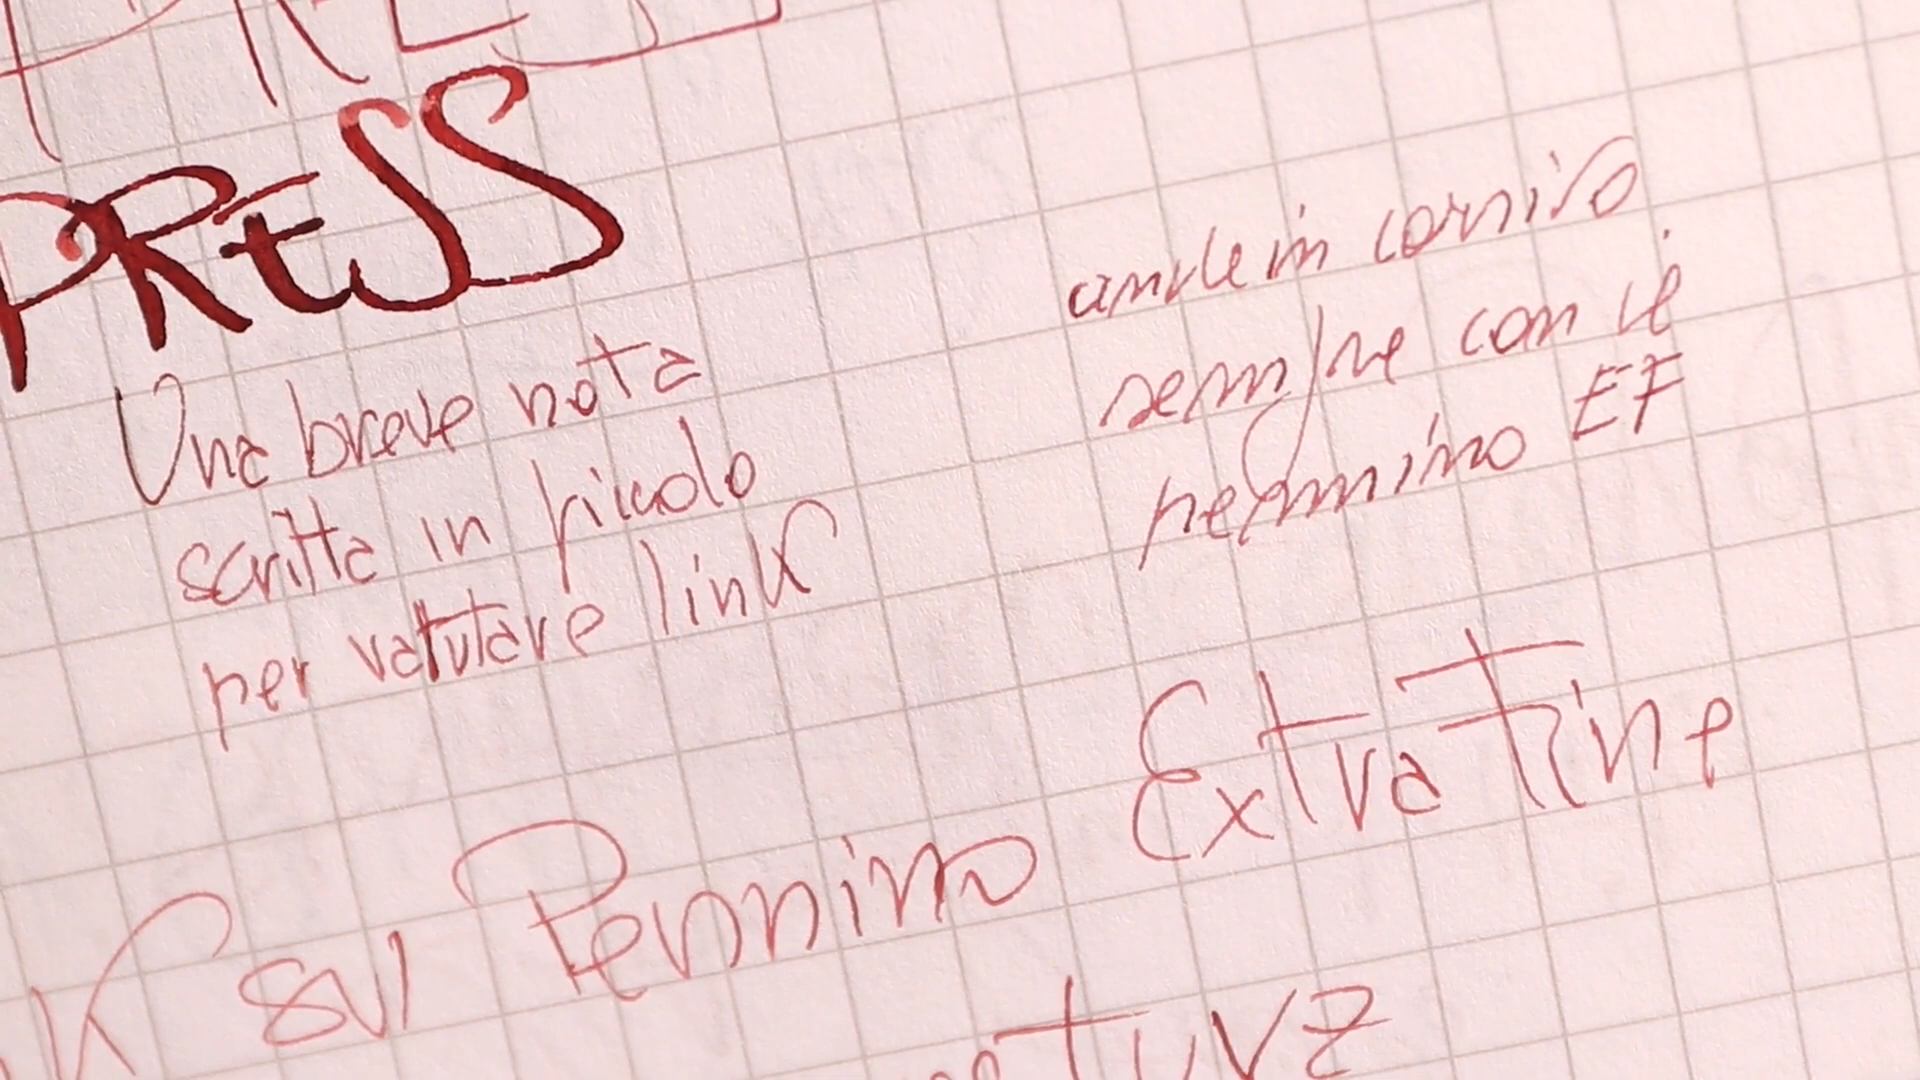 PRESS
Una breve nota
scritta in piccolo
per valutare link
anche in corsivo
sempre con il
pennino EF
Extra Fine
sul Pennino